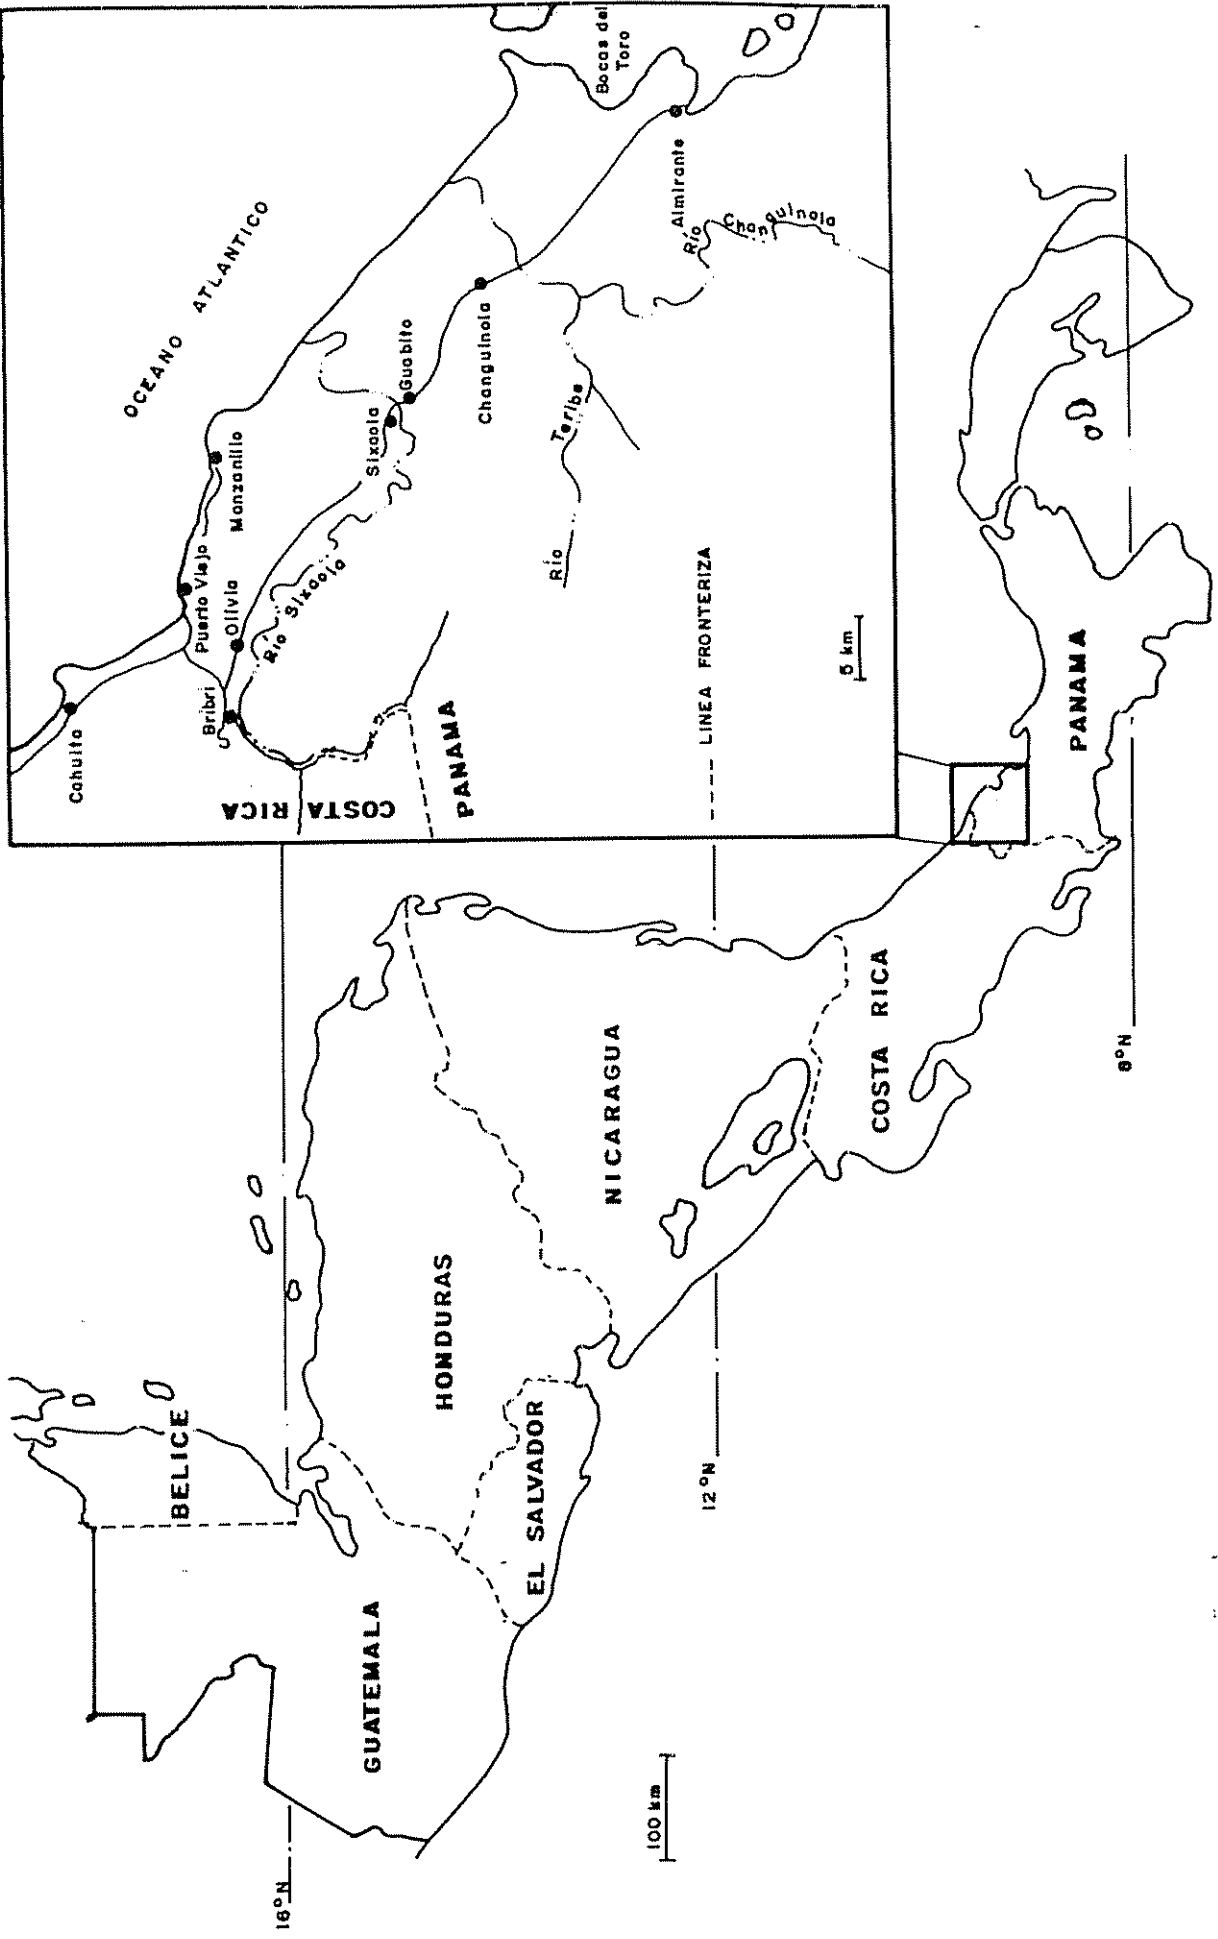 OCEANO ATLANTICO
Cahuita
Puerto Viejo
Manzanillo
Bribri
Olivia
Río Sixaola
Sixaola
Guabito
Changuinola
Bocas del
Toro
Almirante
Río Changuinola
Río Teribe
COSTA RICA
PANAMA
LINEA FRONTERIZA
5 km
BELICE
GUATEMALA
HONDURAS
EL SALVADOR
NICARAGUA
COSTA RICA
PANAMA
16°N
12°N
8°N
100 km